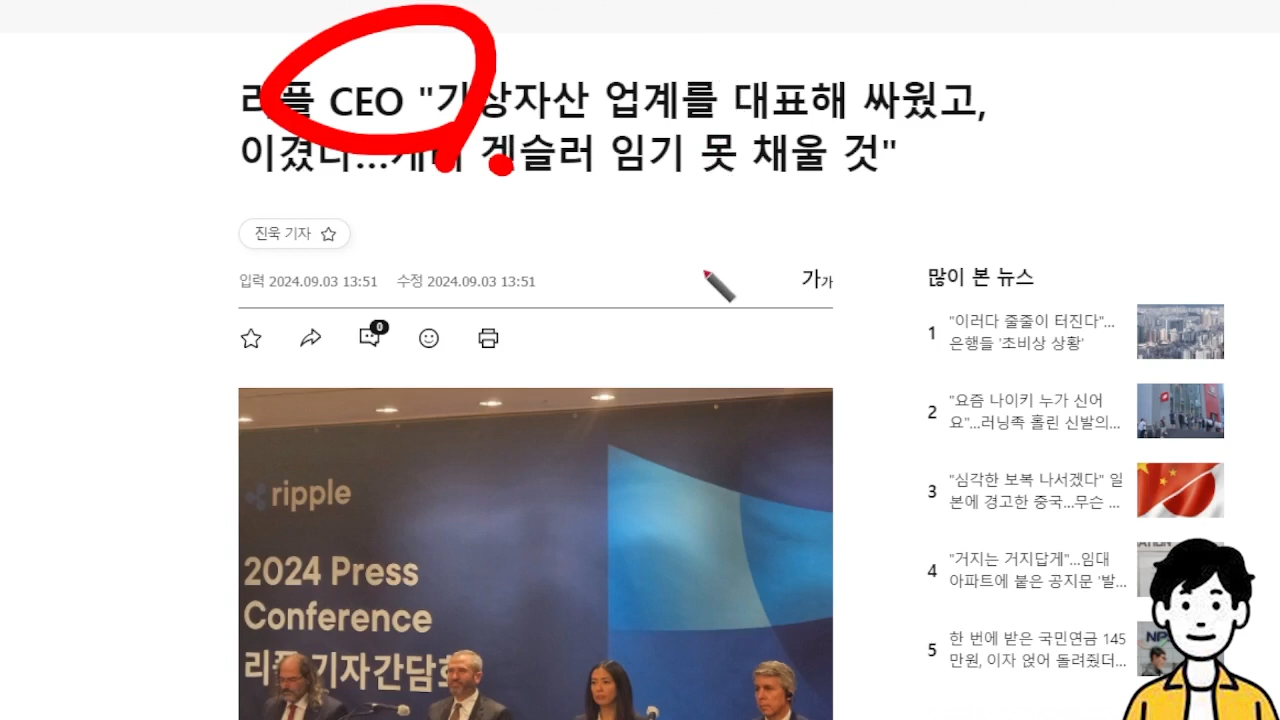 리플 CEO "가상자산 업계를 대표해 싸웠고,
이겼다...게리 겐슬러 임기 못 채울 것"
진욱 기자
입력 2024.09.03 13:51 수정 2024.09.03 13:51
가가
많이 본 뉴스
0
1 "이러다 줄줄이 터진다"...
은행들 '초비상 상황'
2 "요즘 나이키 누가 신어
요"...러닝족 홀린 신발의...
3 "심각한 보복 나서겠다" 일
본에 경고한 중국...무슨 ...
4 "거지는 거지답게"...임대
아파트에 붙은 공지문 '발...
5 한 번에 받은 국민연금 145
만원, 이자 얹어 돌려줬더...
ripple
2024 Press
Conference
리플 기자간담회